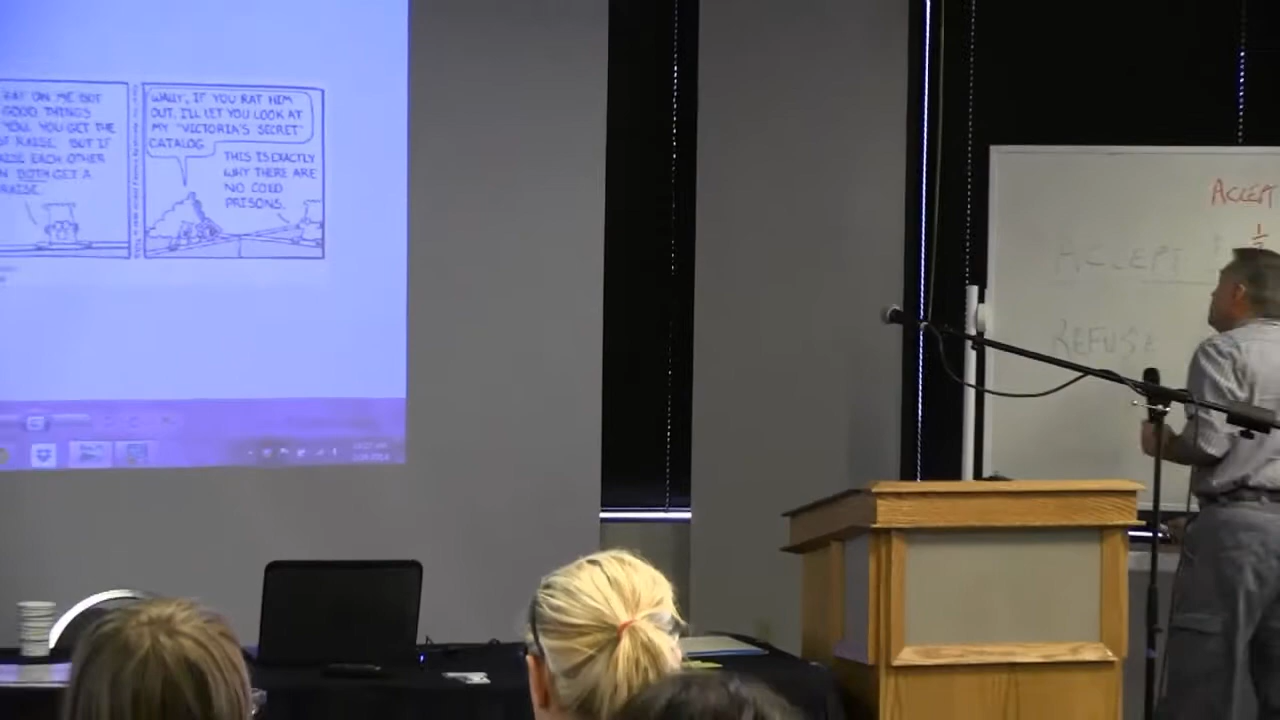 RAT ON ME BUT
GOOD THINGS
YOU. YOU GET THE
RAISE. BUT IF
EACH OTHER
BOTH GET A
RAISE.
WALLY, IF YOU RAT HIM
OUT, I'LL LET YOU LOOK AT
MY "VICTORIA'S SECRET"
CATALOG.
THIS IS EXACTLY
WHY THERE ARE
NO COED
PRISONS.
ACCEPT
ACCEPT
REFUSE